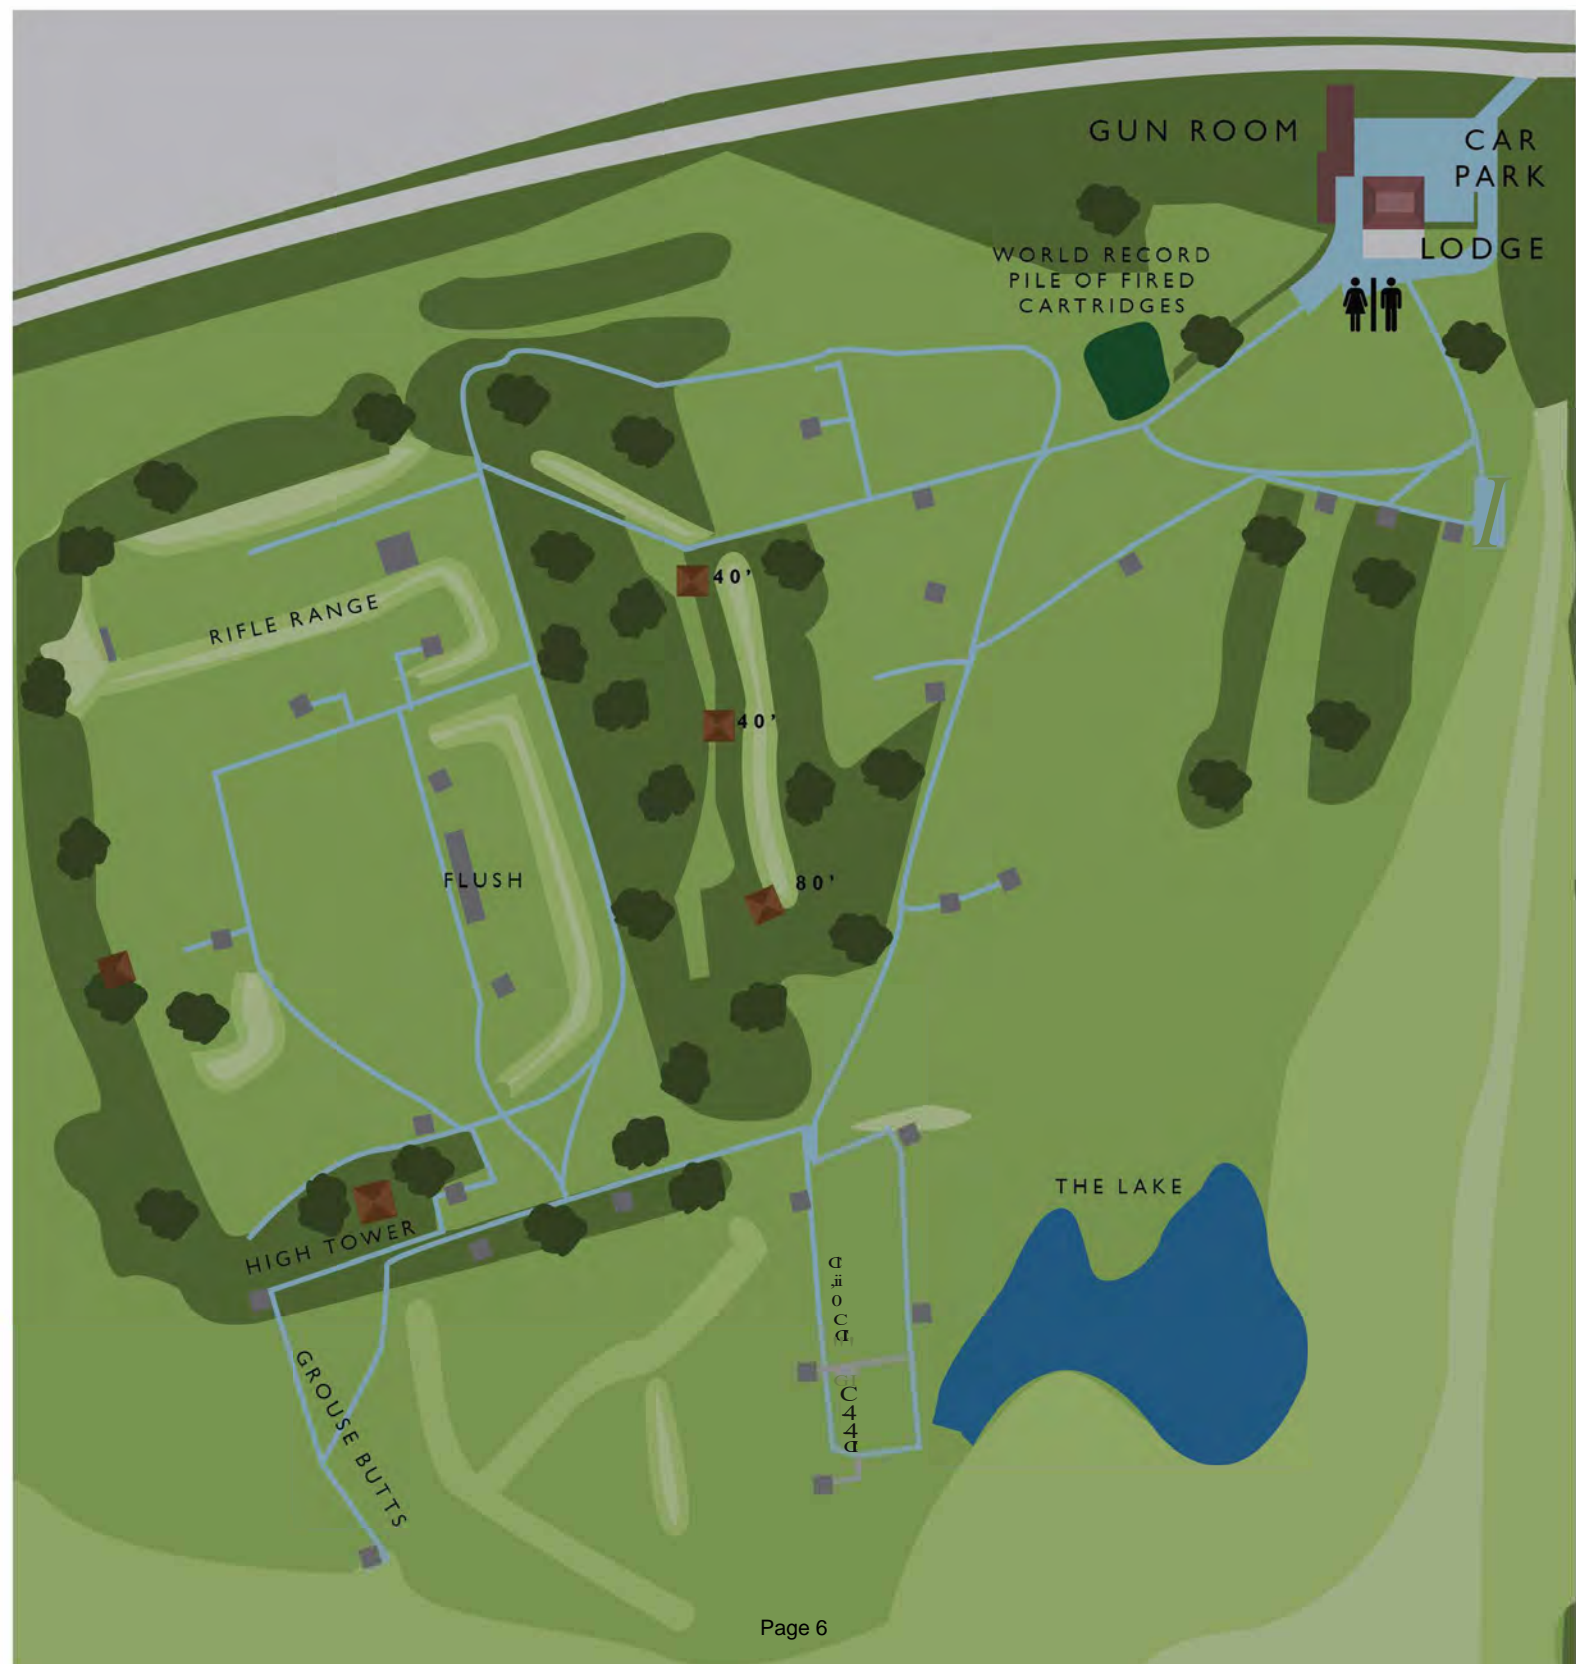 GUN ROOM
CAR
PARK
LODGE
WORLD RECORD
PILE OF FIRED
CARTRIDGES
40'
RIFLE RANGE
40'
FLUSH
80'
THE LAKE
HIGH TOWER
GROUSE BUTTS
Page 6